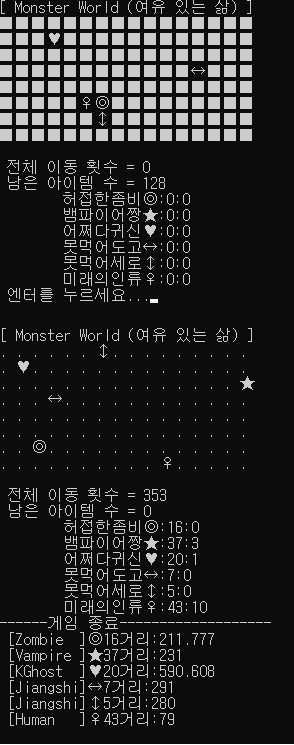 [ Monster World (여유 있는 삶) ]
■■■■■■■■■■■■■■■■
■■■♥■■■■■■■■■■■■
■■■■■■■■■■■■■■■■
■■■■■■■■■■■■↔■■■
■■■■■■■■■■■■■■■■
■■■■■♀◎■■■■■■■■■
■■■■■■↕■■■■■■■■■
■■■■■■■■■■■■■■■■
전체 이동 횟수 = 0
남은 아이템 수 = 128
허접한좀비◎:0:0
뱀파이어짱★:0:0
어쩌다귀신♥:0:0
못먹어도고↔:0:0
못먹어세로↕:0:0
미래의인류♀:0:0
엔터를 누르세요...
[ Monster World (여유 있는 삶) ]
. . . . . . ↕ . . . . . . . . .
. ♥ . . . . . . . . . . . . . .
. . . . . . . . . . . . . . . ★
. . . ↔ . . . . . . . . . . . .
. . . . . . . . . . . . . . . .
. . . . . . . . . . . . . . . .
. . ◎ . . . . . . . . . . . . .
. . . . . . . . . . ♀ . . . . .
전체 이동 횟수 = 353
남은 아이템 수 = 0
허접한좀비◎:16:0
뱀파이어짱★:37:3
어쩌다귀신♥:20:1
못먹어도고↔:7:0
못먹어세로↕:5:0
미래의인류♀:43:10
------게임 종료-------------------
[Zombie  ]◎16거리:211.777
[Vampire ]★37거리:231
[KGhost  ]♥20거리:590.608
[Jiangshi]↔7거리:291
[Jiangshi]↕5거리:280
[Human   ]♀43거리:79